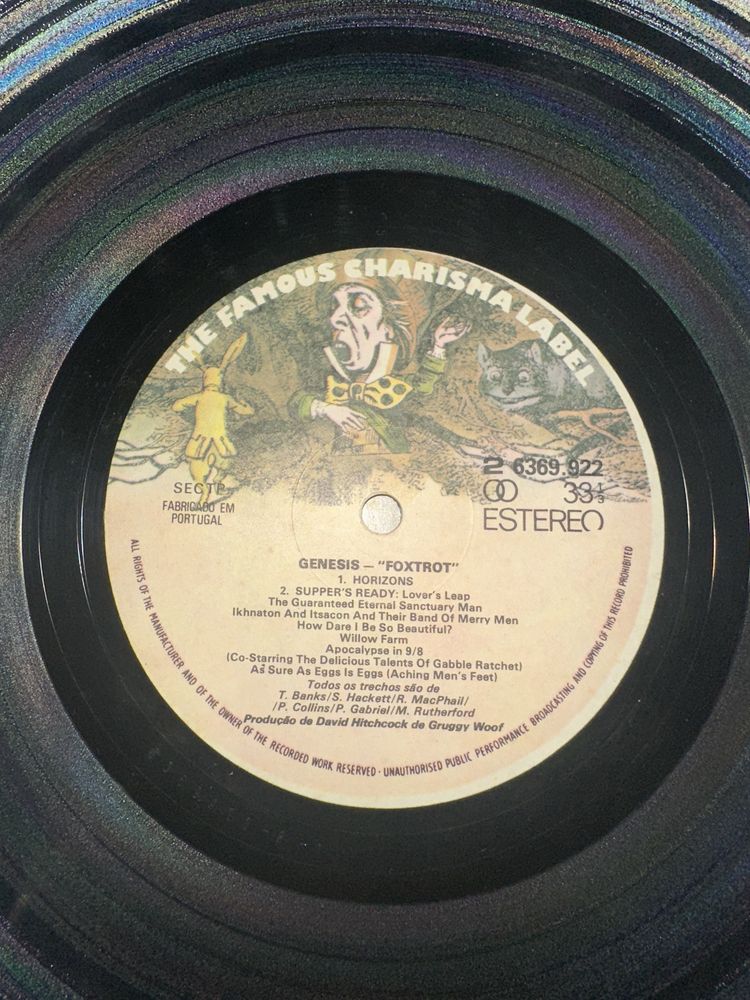 THE FAMOUS CHARISMA LABEL
SECTP
FABRICADO EM
PORTUGAL
2 6369 922
33⅓
ESTEREO
GENESIS — "FOXTROT"
1. HORIZONS
2. SUPPER'S READY: Lovar's Leap
The Guaranteed Eternal Sanctuary Man
Ikhnaton And Itsacon And Their Band Of Merry Men
How Dare I Be So Beautiful?
Willow Farm
Apocalypse in 9/8
(Co-Starring The Delicious Talents Of Gabble Ratchet)
As Sure As Eggs Is Eggs (Aching Men's Feet)
Todos os trechos são de
T. Banks/S. Hackett/R. MacPhail/
/P. Collins/P. Gabriel/M. Rutherford
Produção de David Hitchcock de Gruggy Woof
ALL RIGHTS OF THE MANUFACTURER AND OF THE OWNER OF THE RECORDED WORK RESERVED · UNAUTHORISED PUBLIC PERFORMANCE BROADCASTING AND COPYING OF THIS RECORD PROHIBITED